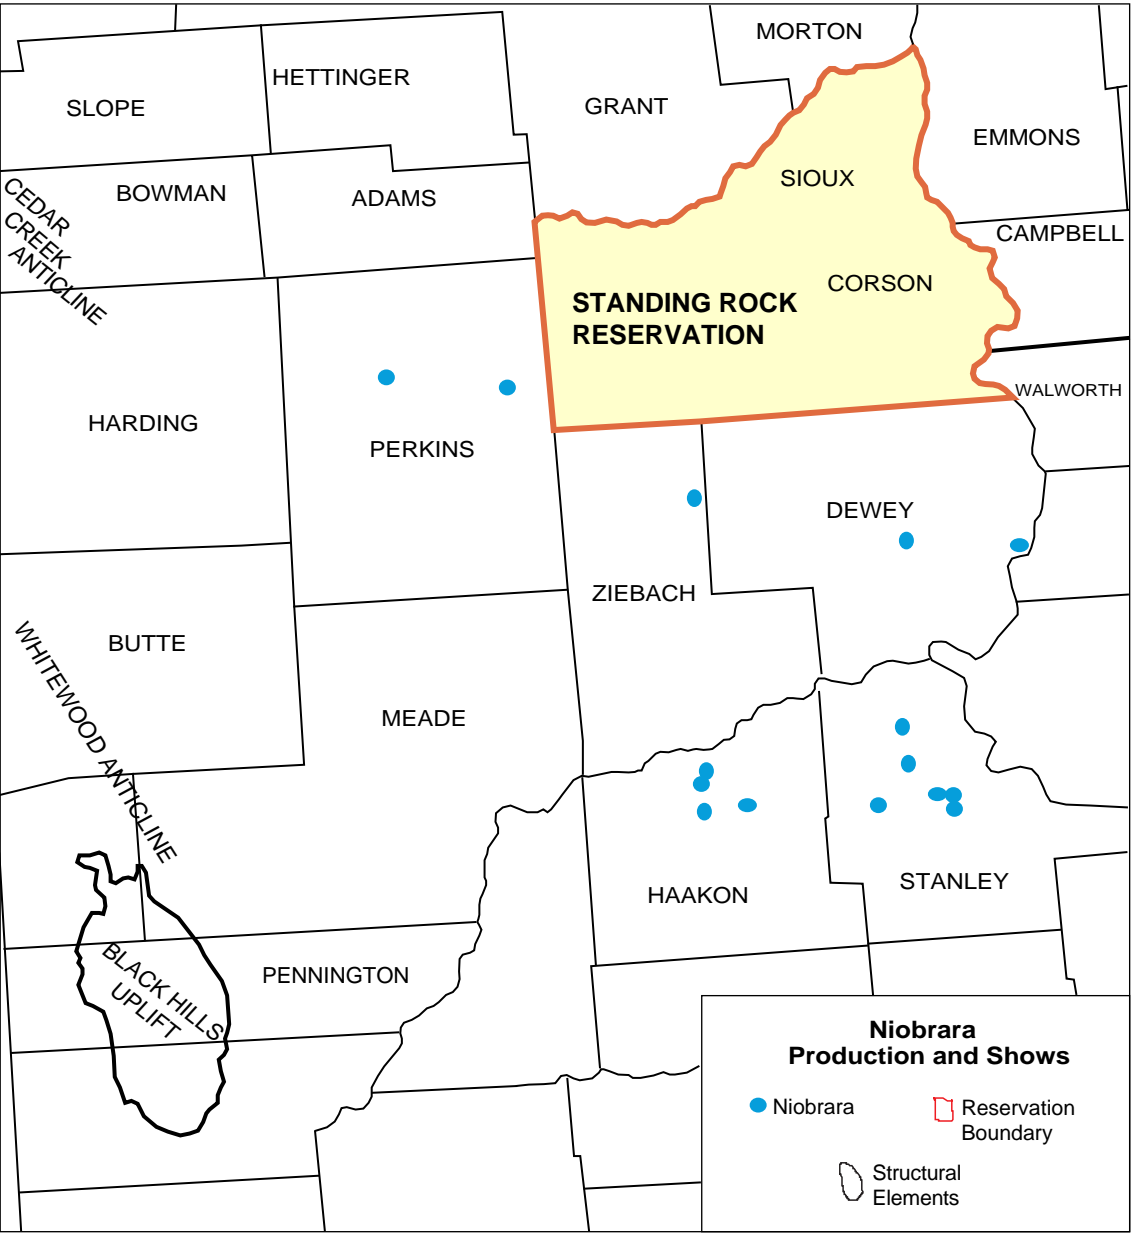 MORTON
HETTINGER
SLOPE
GRANT
EMMONS
SIOUX
BOWMAN
ADAMS
CEDAR
CREEK
ANTICLINE
CAMPBELL
CORSON
STANDING ROCK
RESERVATION
WALWORTH
HARDING
PERKINS
DEWEY
ZIEBACH
BUTTE
WHITEWOOD ANTICLINE
MEADE
STANLEY
HAAKON
BLACK HILLS
UPLIFT
PENNINGTON
Niobrara
Production and Shows
Niobrara
Reservation
Boundary
Structural
Elements